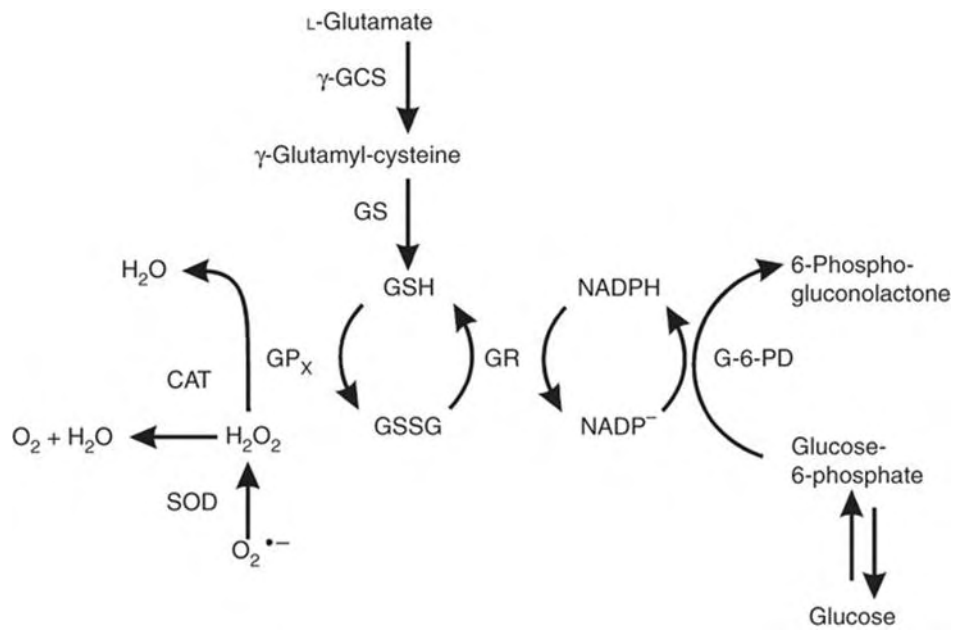 L-Glutamate
γ-GCS
γ-Glutamyl-cysteine
GS
H₂O
GSH
NADPH
6-Phospho-
gluconolactone
GPₓ
GR
G-6-PD
CAT
GSSG
NADP⁻
O₂ + H₂O
H₂O₂
Glucose-
6-phosphate
SOD
O₂ •–
Glucose